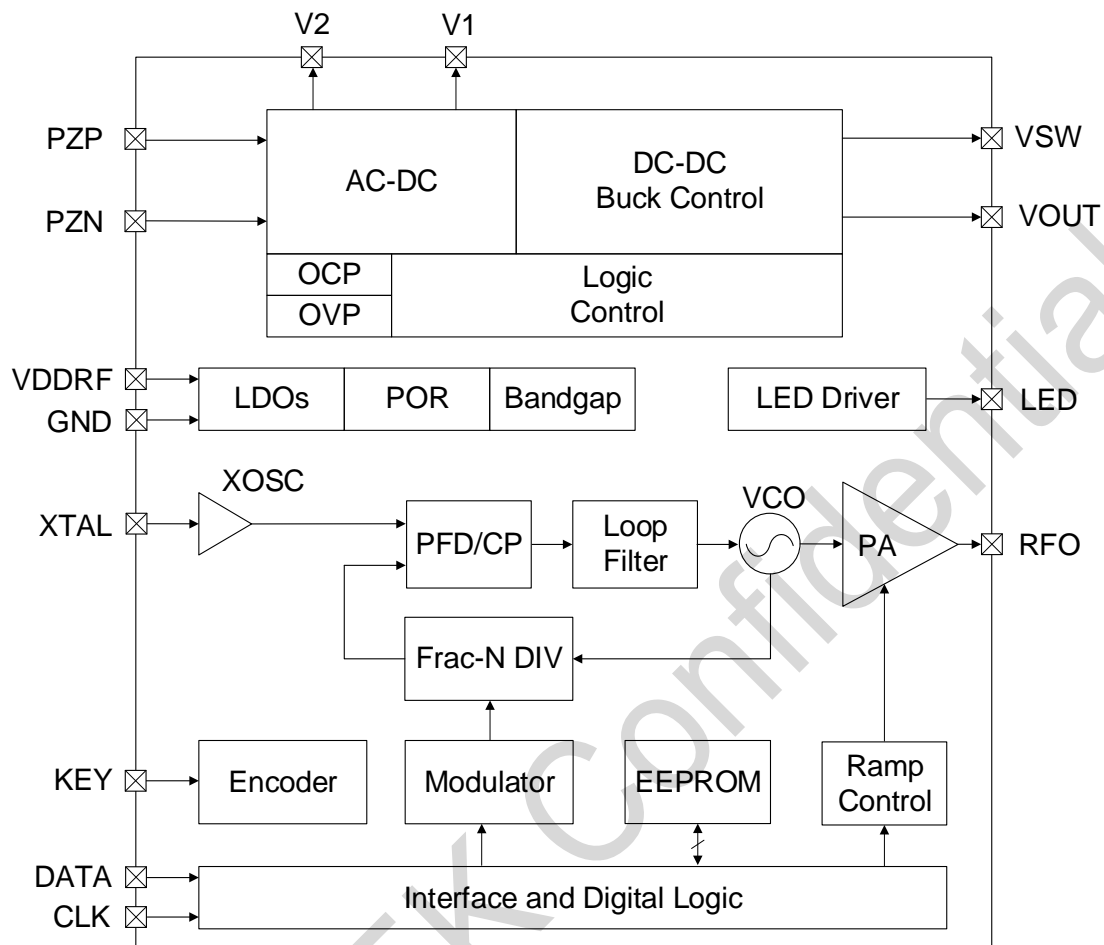 V2
V1
PZP
PZN
AC-DC
DC-DC
Buck Control
VSW
VOUT
OCP
OVP
Logic
Control
VDDRF
GND
LDOs
POR
Bandgap
LED Driver
LED
XTAL
XOSC
PFD/CP
Loop
Filter
VCO
PA
RFO
Frac-N DIV
KEY
Encoder
Modulator
EEPROM
Ramp
Control
DATA
CLK
Interface and Digital Logic
Confidential